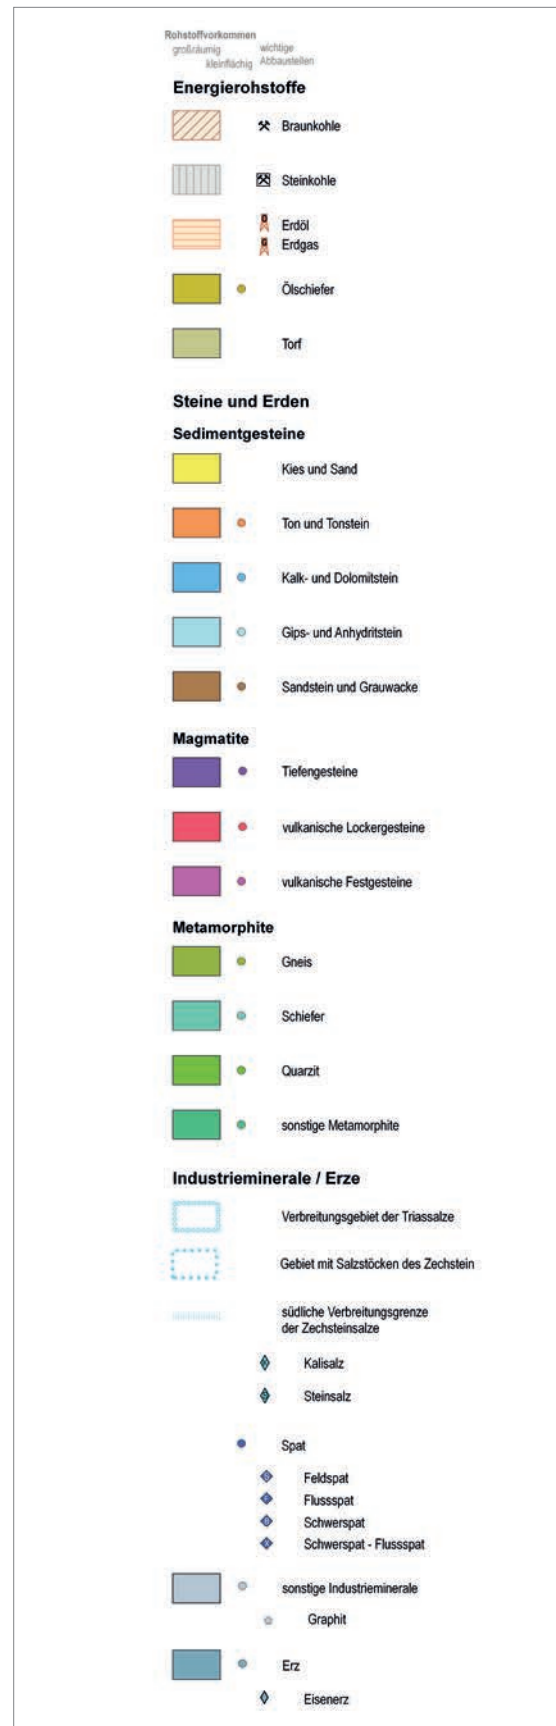 Rohstoffvorkommen
großräumig wichtige
kleinflächig Abbaustellen
Energierohstoffe
Braunkohle
Steinkohle
Erdöl
Erdgas
Ölschiefer
Torf
Steine und Erden
Sedimentgesteine
Kies und Sand
Ton und Tonstein
Kalk- und Dolomitstein
Gips- und Anhydritstein
Sandstein und Grauwacke
Magmatite
Tiefengesteine
vulkanische Lockergesteine
vulkanische Festgesteine
Metamorphite
Gneis
Schiefer
Quarzit
sonstige Metamorphite
Industrieminerale / Erze
Verbreitungsgebiet der Triassalze
Gebiet mit Salzstöcken des Zechstein
südliche Verbreitungsgrenze
der Zechsteinsalze
Kalisalz
Steinsalz
Spat
Feldspat
Flussspat
Schwerspat
Schwerspat - Flussspat
sonstige Industrieminerale
Graphit
Erz
Eisenerz